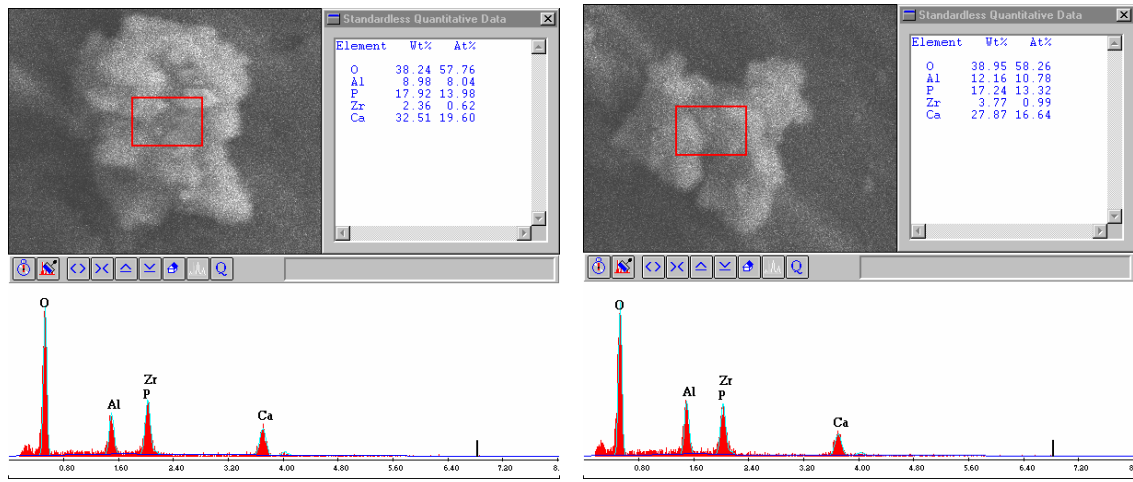 Standardless Quantitative Data
Element Wt% At%
O 38.24 57.76
Al 8.98 8.04
P 17.92 13.98
Zr 2.36 0.62
Ca 32.51 19.60
Q
O
Al
Zr
P
Ca
0.80 1.60 2.40 3.20 4.00 4.80 5.60 6.40 7.20 8.
Standardless Quantitative Data
Element Wt% At%
O 38.95 58.26
Al 12.16 10.78
P 17.24 13.32
Zr 3.77 0.99
Ca 27.87 16.64
Q
O
Al
Zr
P
Ca
0.80 1.60 2.40 3.20 4.00 4.80 5.60 6.40 7.20 8.